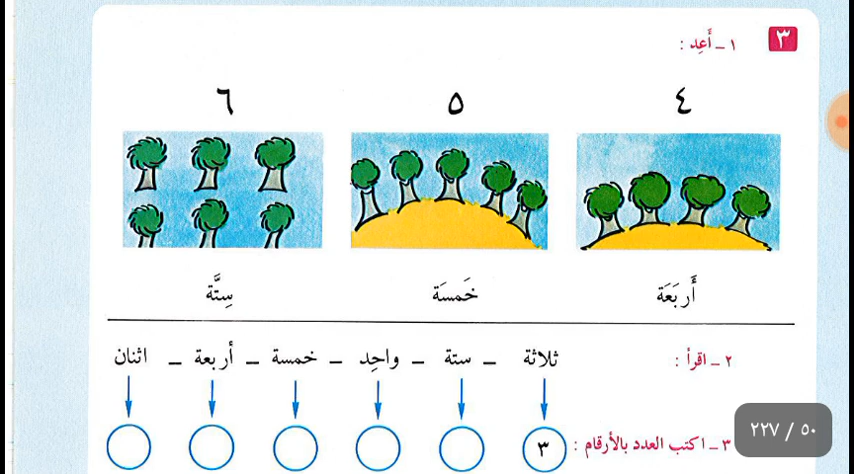 ٣
١ - أَعِد :
٤ ٥ ٦
أَربَعَة خَمسَة سِتَّة
٢ - اقرأ : ثلاثة - ستة - واحِد - خمسة - أربعة - اثنان
٣ - اكتب العدد بالأرقام : ٣
٢٢٧ / ٥٠